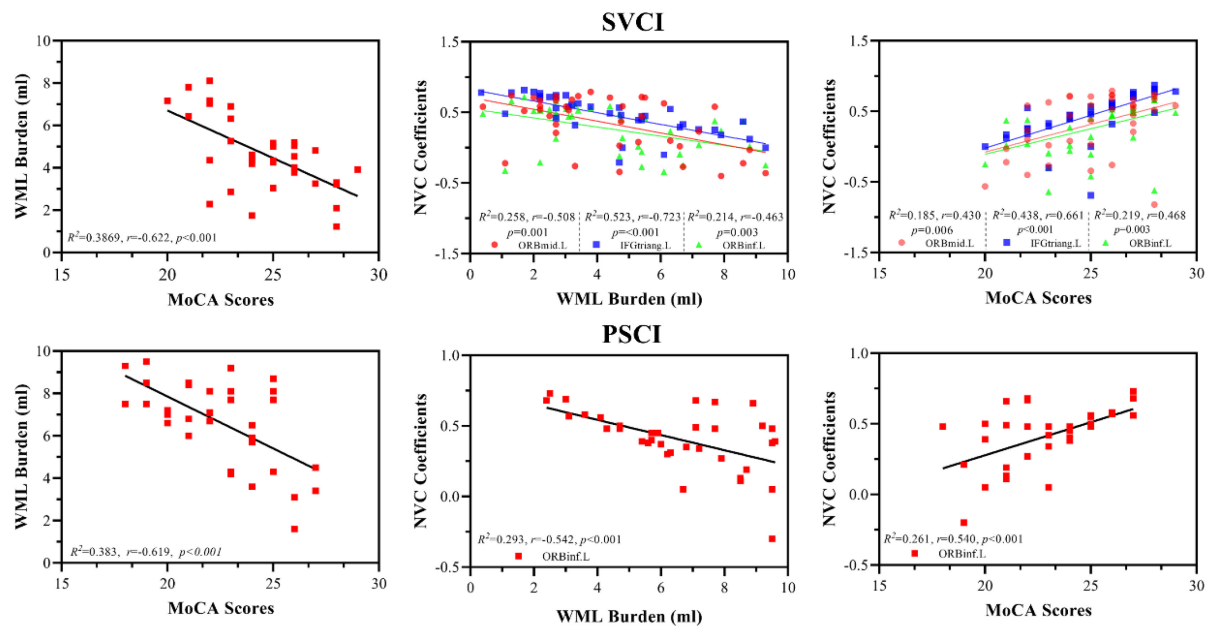 SVCI
WML Burden (ml)
10
8
6
4
2
0
R²=0.3869, r=-0.622, p<0.001
15 20 25 30
MoCA Scores
NVC Coefficients
1.5
0.5
-0.5
-1.5
R²=0.258, r=-0.508 R²=0.523, r=-0.723 R²=0.214, r=-0.463
p=0.001 p=<0.001 p=0.003
ORBmid.L IFGtriang.L ORBinf.L
0 2 4 6 8 10
WML Burden (ml)
NVC Coefficients
1.5
0.5
-0.5
-1.5
R²=0.185, r=0.430 R²=0.438, r=0.661 R²=0.219, r=0.468
p=0.006 p<0.001 p=0.003
ORBmid.L IFGtriang.L ORBinf.L
15 20 25 30
MoCA Scores
PSCI
WML Burden (ml)
10
8
6
4
2
0
R²=0.383, r=-0.619, p<0.001
15 20 25 30
MoCA Scores
NVC Coefficients
1.0
0.5
0.0
-0.5
R²=0.293, r=-0.542, p<0.001
ORBinf.L
0 2 4 6 8 10
WML Burden (ml)
NVC Coefficients
1.0
0.5
0.0
-0.5
R²=0.261, r=0.540, p<0.001
ORBinf.L
15 20 25 30
MoCA Scores